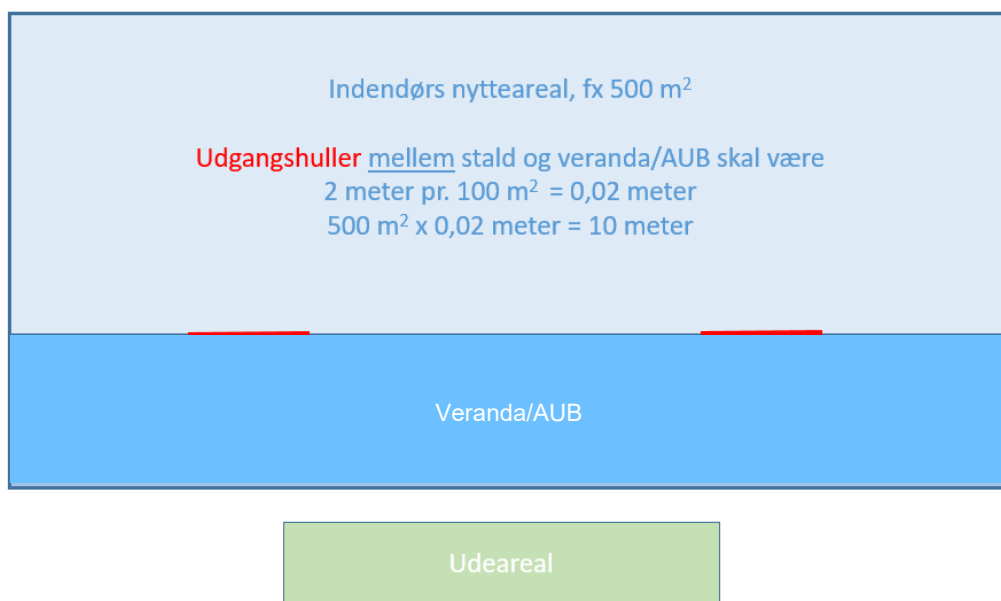 Indendørs nytteareal, fx 500 m²
Udgangshuller mellem stald og veranda/AUB skal være
2 meter pr. 100 m² = 0,02 meter
500 m² x 0,02 meter = 10 meter
Veranda/AUB
Udeareal